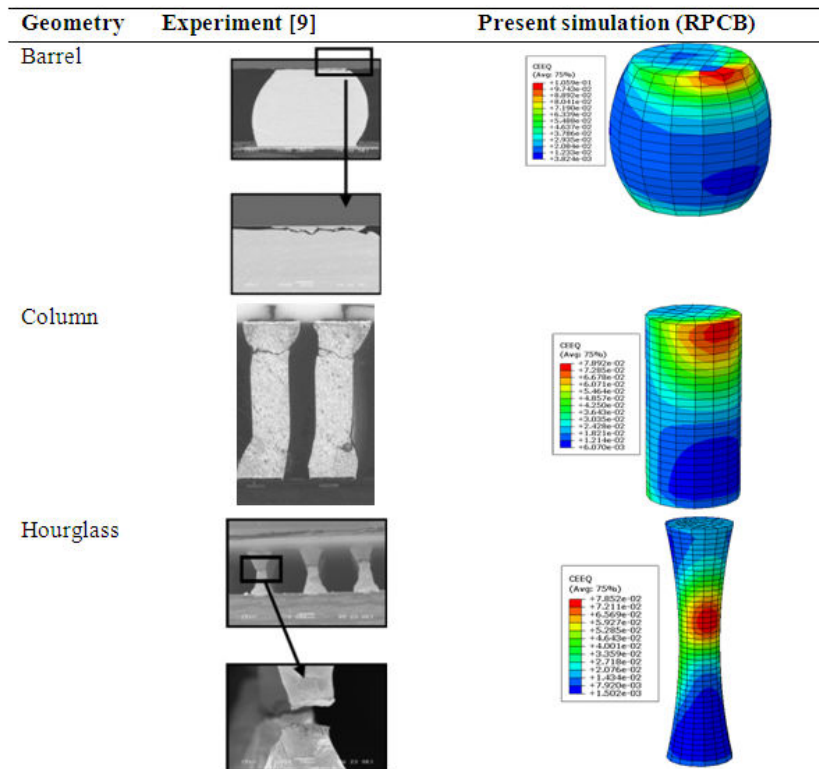 Geometry Experiment [9] Present simulation (RPCB)
Barrel
CEEQ
(Avg: 75%)
+1.059e-01
+9.743e-02
+8.892e-02
+8.041e-02
+7.190e-02
+6.339e-02
+5.488e-02
+4.637e-02
+3.786e-02
+2.935e-02
+2.084e-02
+1.233e-02
+3.824e-03
Column
CEEQ
(Avg: 75%)
+7.892e-02
+7.285e-02
+6.678e-02
+6.071e-02
+5.464e-02
+4.857e-02
+4.250e-02
+3.643e-02
+3.035e-02
+2.428e-02
+1.821e-02
+1.214e-02
+6.070e-03
Hourglass
CEEQ
(Avg: 75%)
+7.852e-02
+7.211e-02
+6.569e-02
+5.927e-02
+5.285e-02
+4.643e-02
+4.001e-02
+3.359e-02
+2.718e-02
+2.076e-02
+1.434e-02
+7.920e-03
+1.502e-03